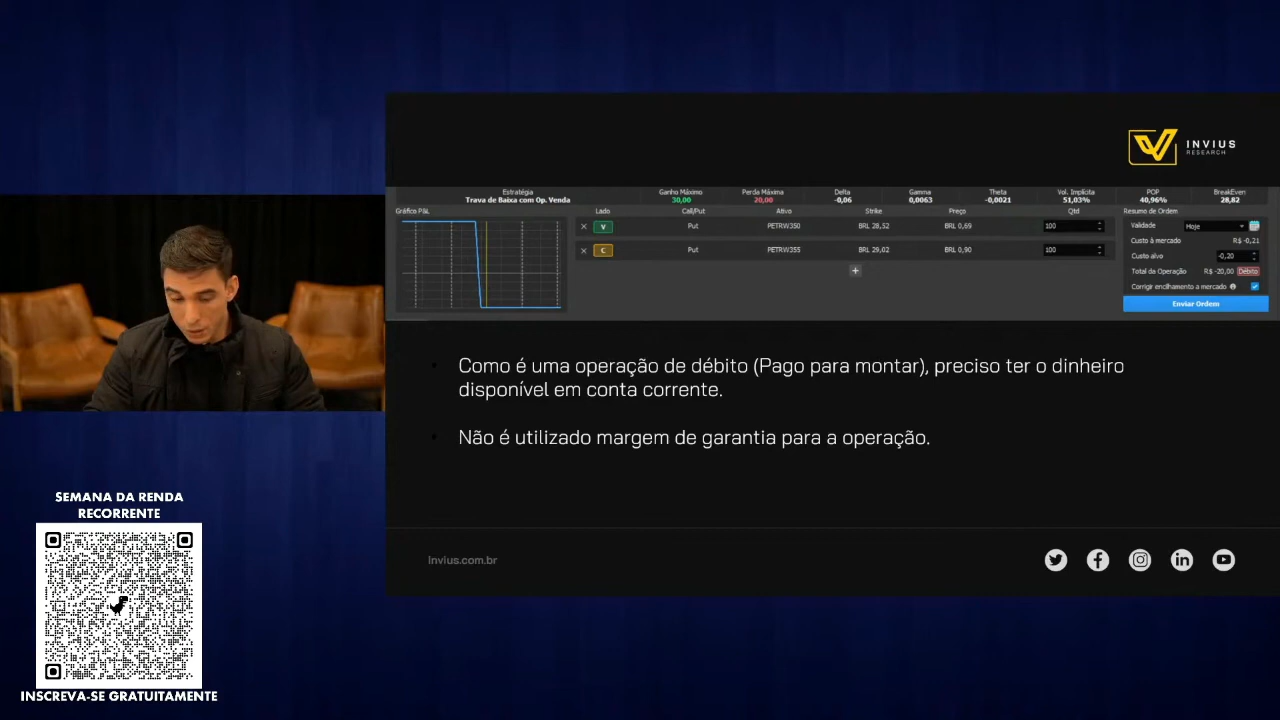 INVIUS
RESEARCH
Estratégia
Trava de Baixa com Op. Venda
Ganho Máximo
30,00
Perda Máxima
20,00
Delta
-0,06
Gamma
0,0063
Theta
-0,0021
Vol. Implícita
51,03%
POP
40,96%
BreakEven
28,82
Gráfico P&L
Lado Call/Put Ativo Strike Preço Qtd
V Put PETRW350 BRL 28,52 BRL 0,69 100
C Put PETRW355 BRL 29,02 BRL 0,90 100
Resumo de Ordem
Validade Hoje
Custo à mercado R$ -0,21
Custo alvo -0,20
Total da Operação R$ -20,00 Débito
Corrigir encilhamento a mercado
Enviar Ordem
Como é uma operação de débito (Pago para montar), preciso ter o dinheiro
disponível em conta corrente.
Não é utilizado margem de garantia para a operação.
Invius.com.br
SEMANA DA RENDA
RECORRENTE
INSCREVA-SE GRATUITAMENTE